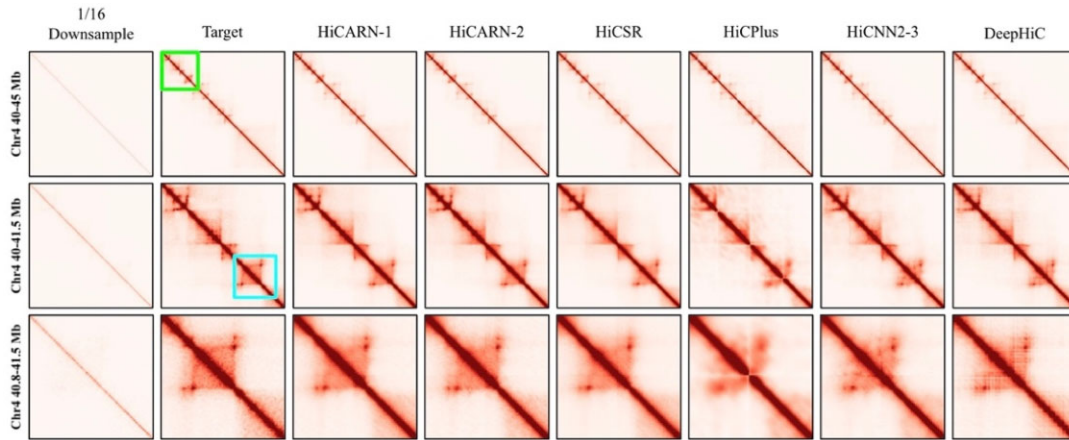 1/16
Downsample
Target
HiCARN-1
HiCARN-2
HiCSR
HiCPlus
HiCNN2-3
DeepHiC
Chr4 40-45 Mb
Chr4 40-41.5 Mb
Chr4 40.8-41.5 Mb